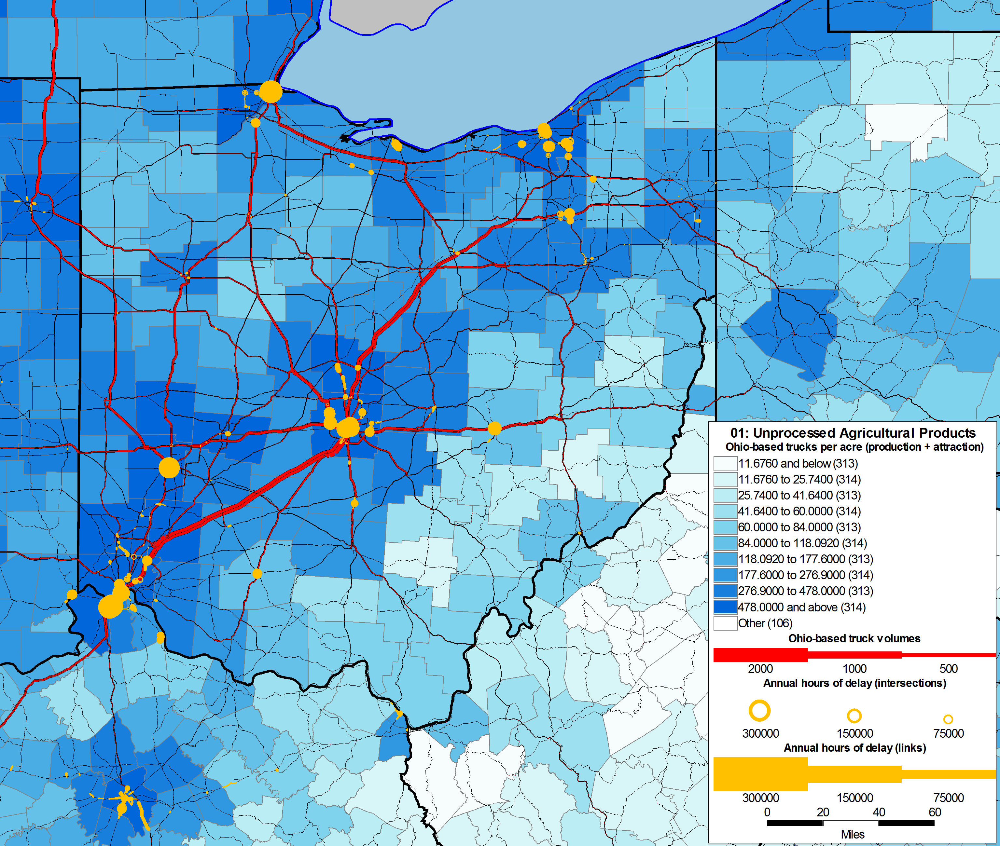 01: Unprocessed Agricultural Products
Ohio-based trucks per acre (production + attraction)
11.6760 and below (313)
11.6760 to 25.7400 (314)
25.7400 to 41.6400 (313)
41.6400 to 60.0000 (314)
60.0000 to 84.0000 (313)
84.0000 to 118.0920 (314)
118.0920 to 177.6000 (313)
177.6000 to 276.9000 (314)
276.9000 to 478.0000 (313)
478.0000 and above (314)
Other (106)
Ohio-based truck volumes
2000 1000 500
Annual hours of delay (intersections)
300000 150000 75000
Annual hours of delay (links)
300000 150000 75000
0 20 40 60
Miles